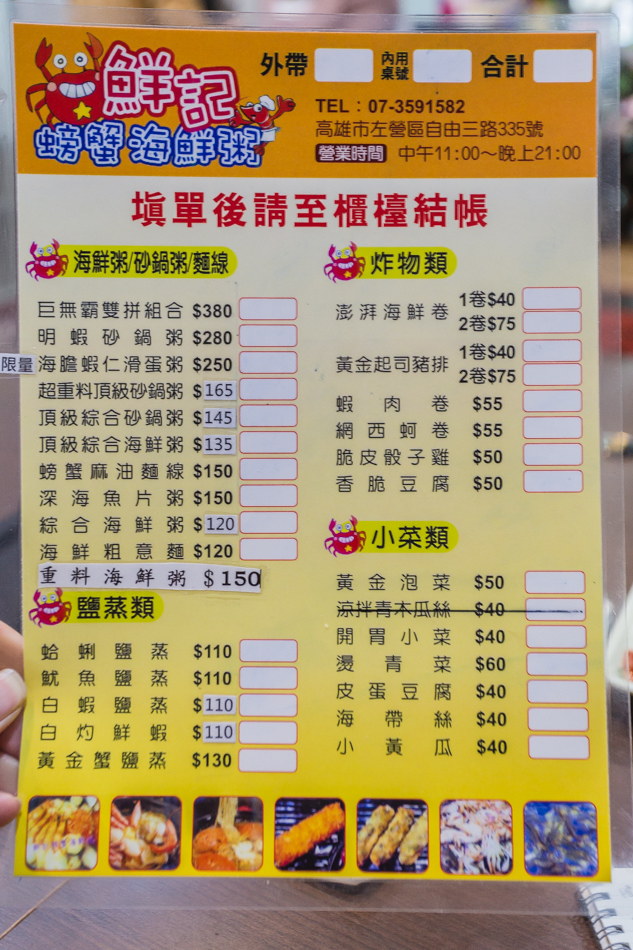 鮮記
螃蟹海鮮粥
外帶
內用桌號
合計
TEL：07-3591582
高雄市左營區自由三路335號
營業時間 中午11:00～晚上21:00
填單後請至櫃檯結帳
海鮮粥/砂鍋粥/麵線
巨無霸雙拼組合 $380
明蝦砂鍋粥 $280
限量 海膽蝦仁滑蛋粥 $250
超重料頂級砂鍋粥 $165
頂級綜合砂鍋粥 $145
頂級綜合海鮮粥 $135
螃蟹麻油麵線 $150
深海魚片粥 $150
綜合海鮮粥 $120
海鮮粗意麵 $120
重料海鮮粥 $150
鹽蒸類
蛤蜊鹽蒸 $110
魷魚鹽蒸 $110
白蝦鹽蒸 $110
白灼鮮蝦 $110
黃金蟹鹽蒸 $130
炸物類
澎湃海鮮卷 1卷$40
2卷$75
黃金起司豬排 1卷$40
2卷$75
蝦肉卷 $55
網西蚵卷 $55
脆皮骰子雞 $50
香脆豆腐 $50
小菜類
黃金泡菜 $50
涼拌青木瓜絲 $40
開胃小菜 $40
燙青菜 $60
皮蛋豆腐 $40
海帶絲 $40
小黃瓜 $40